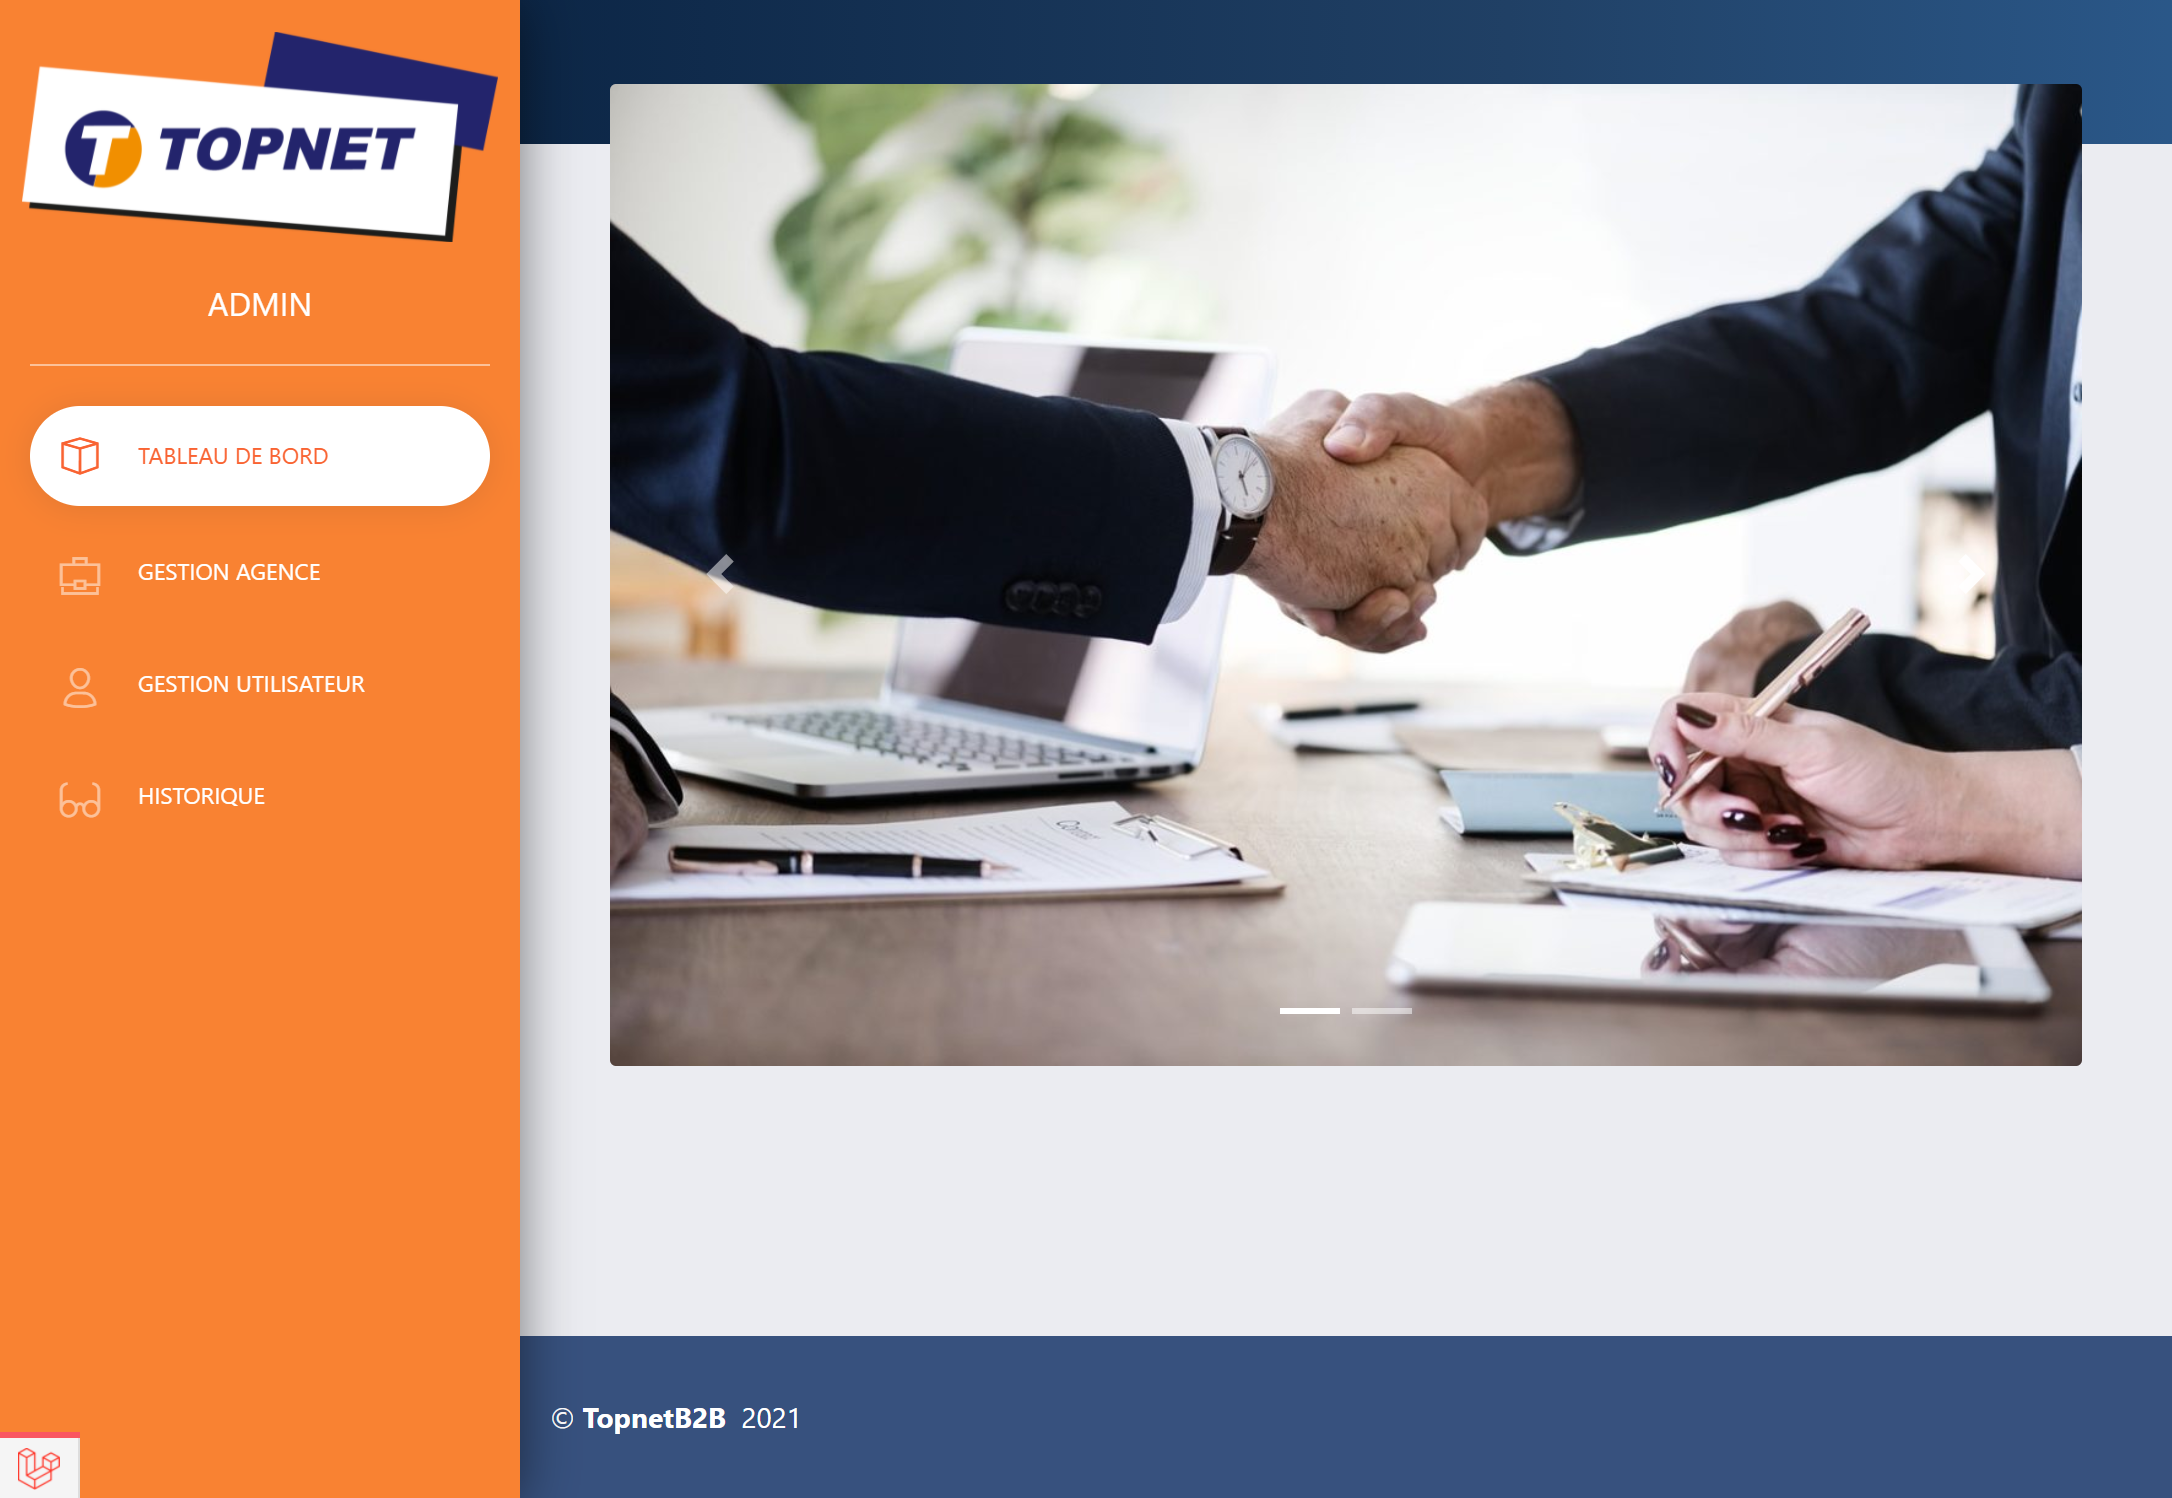 TOPNET
ADMIN
TABLEAU DE BORD
GESTION AGENCE
GESTION UTILISATEUR
HISTORIQUE
© TopnetB2B 2021